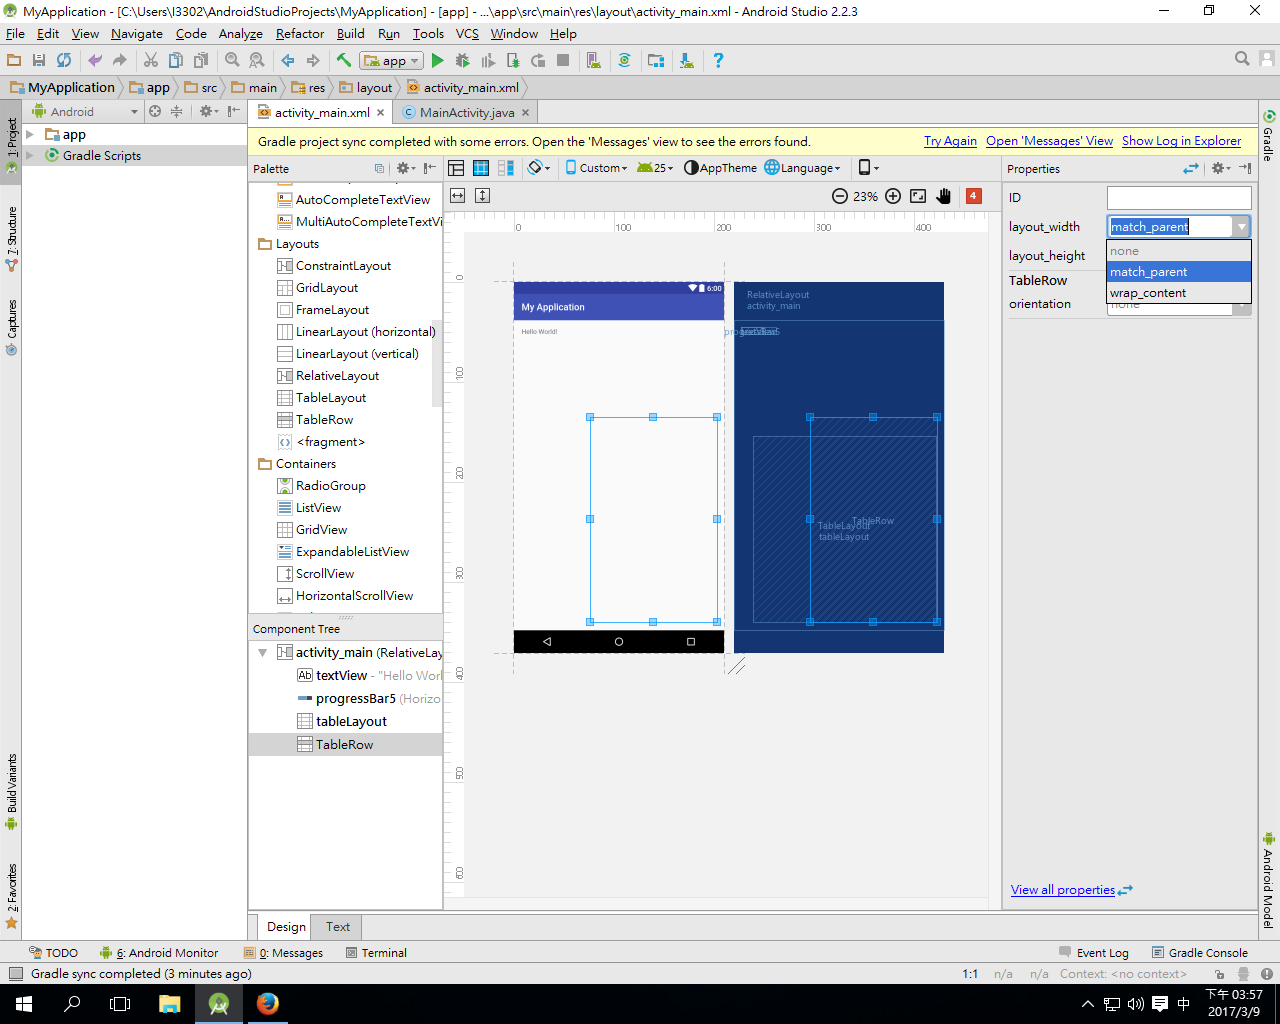 MyApplication - [C:\Users\I3302\AndroidStudioProjects\MyApplication] - [app] - ...\app\src\main\res\layout\activity_main.xml - Android Studio 2.2.3
File Edit View Navigate Code Analyze Refactor Build Run Tools VCS Window Help
app
MyApplication app src main res layout activity_main.xml
Android
activity_main.xml
MainActivity.java
1: Project
7: Structure
Captures
Build Variants
2: Favorites
app
Gradle Scripts
Gradle project sync completed with some errors. Open the 'Messages' view to see the errors found.
Try Again Open 'Messages' View Show Log in Explorer
Palette
AutoCompleteTextView
MultiAutoCompleteTextVi
Layouts
ConstraintLayout
GridLayout
FrameLayout
LinearLayout (horizontal)
LinearLayout (vertical)
RelativeLayout
TableLayout
TableRow
<fragment>
Containers
RadioGroup
ListView
GridView
ExpandableListView
ScrollView
HorizontalScrollView
Component Tree
activity_main (RelativeLay
textView - "Hello Worl
progressBar5 (Horizo
tableLayout
TableRow
Custom 25 AppTheme Language
23% 4
0 100 200 300 400
0
100
200
300
400
500
600
6:00
My Application
Hello World!
RelativeLayout
activity_main
TableRow
TableLayout
tableLayout
Properties
ID
layout_width match_parent
none
match_parent
wrap_content
layout_height
TableRow
orientation none
View all properties
Gradle
Android Model
Design Text
TODO 6: Android Monitor 0: Messages Terminal
Event Log Gradle Console
Gradle sync completed (3 minutes ago)
1:1 n/a n/a Context: <no context>
中
下午 03:57
2017/3/9